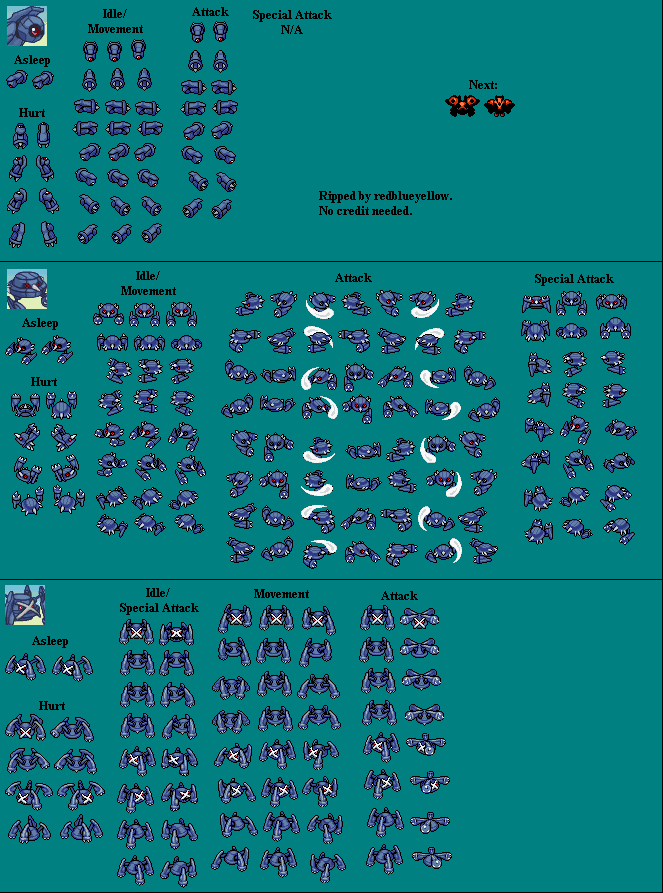 Idle/
Movement
Attack
Special Attack
N/A
Asleep
Hurt
Next:
Ripped by redblueyellow.
No credit needed.
Idle/
Movement
Attack
Special Attack
Asleep
Hurt
Idle/
Special Attack
Movement
Attack
Asleep
Hurt